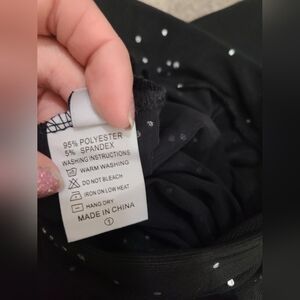 95% POLYESTER
5% SPANDEX
WASHING INSTRUCTIONS
WARM WASHING
DO NOT BLEACH
IRON ON LOW HEAT
HANG DRY
MADE IN CHINA
1